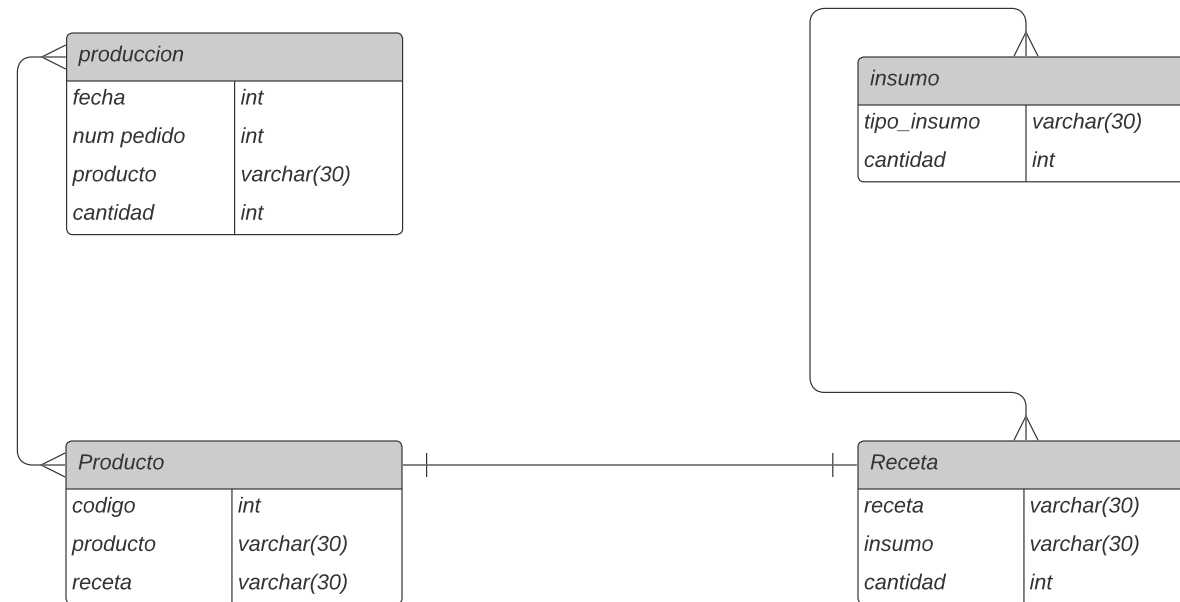 produccion
fecha int
num pedido int
producto varchar(30)
cantidad int
insumo
tipo_insumo varchar(30)
cantidad int
Producto
codigo int
producto varchar(30)
receta varchar(30)
Receta
receta varchar(30)
insumo varchar(30)
cantidad int